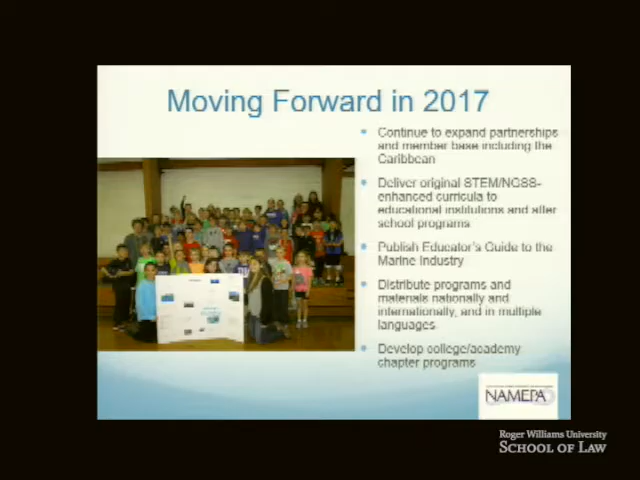 Moving Forward in 2017
Continue to expand partnerships
and member base including the
Caribbean
Deliver original STEM/NGSS-
enhanced curricula to
educational institutions and after
school programs
Publish Educator's Guide to the
Marine Industry
Distribute programs and
materials nationally and
internationally, and in multiple
languages
Develop college/academy
chapter programs
NAMEPA
Roger Williams University
SCHOOL OF LAW